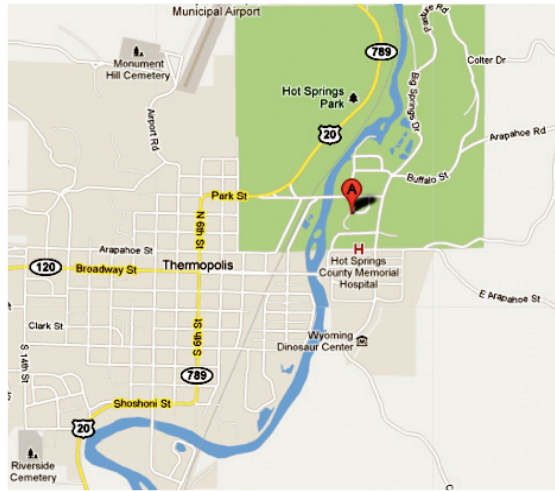 Municipal Airport
789
Monument
Hill Cemetery
Colter Dr
Hot Springs
Park
Big Springs Dr
Airport Rd
20
Arapahoe Rd
Buffalo St
Park St
A
N 6th St
Arapahoe St
H
120
Broadway St
Thermopolis
Hot Springs
County Memorial
Hospital
E Arapahoe St
Clark St
S 6th St
Wyoming
Dinosaur Center
S 14th St
789
Shoshoni St
20
Riverside
Cemetery